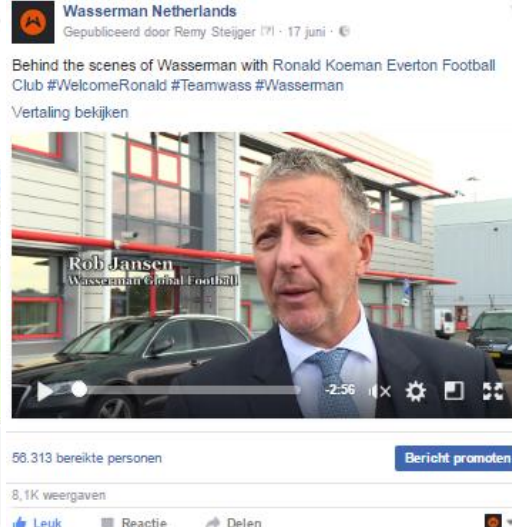 Wasserman Netherlands
Gepubliceerd door Remy Steijger [?] · 17 juni ·
Behind the scenes of Wasserman with Ronald Koeman Everton Football
Club #WelcomeRonald #Teamwass #Wasserman
Vertaling bekijken
Rob Jansen
Wasserman Global Football
-2:56
56.313 bereikte personen
Bericht promoten
8,1K weergaven
Leuk Reactie Delen